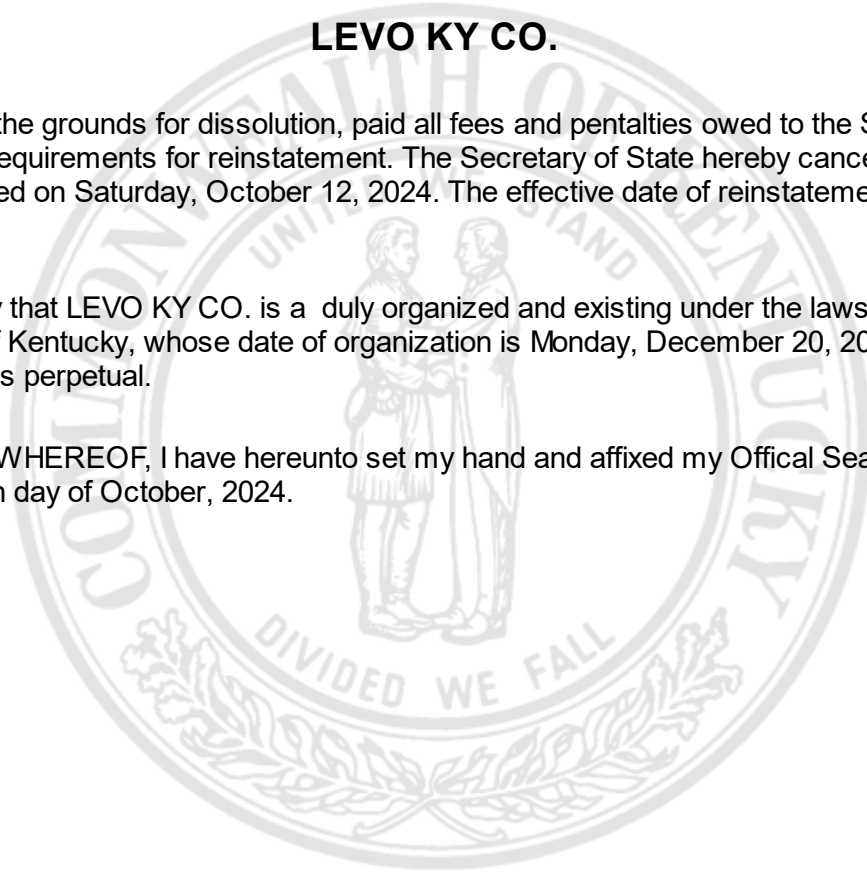 LEVO KY CO.
the grounds for dissolution, paid all fees and pentalties owed to the S
equirements for reinstatement. The Secretary of State hereby cance
ed on Saturday, October 12, 2024. The effective date of reinstateme
y that LEVO KY CO. is a  duly organized and existing under the laws
f Kentucky, whose date of organization is Monday, December 20, 20
s perpetual.
WHEREOF, I have hereunto set my hand and affixed my Offical Sea
h day of October, 2024.
COMMONWEALTH OF KENTUCKY
UNITED WE STAND
DIVIDED WE FALL